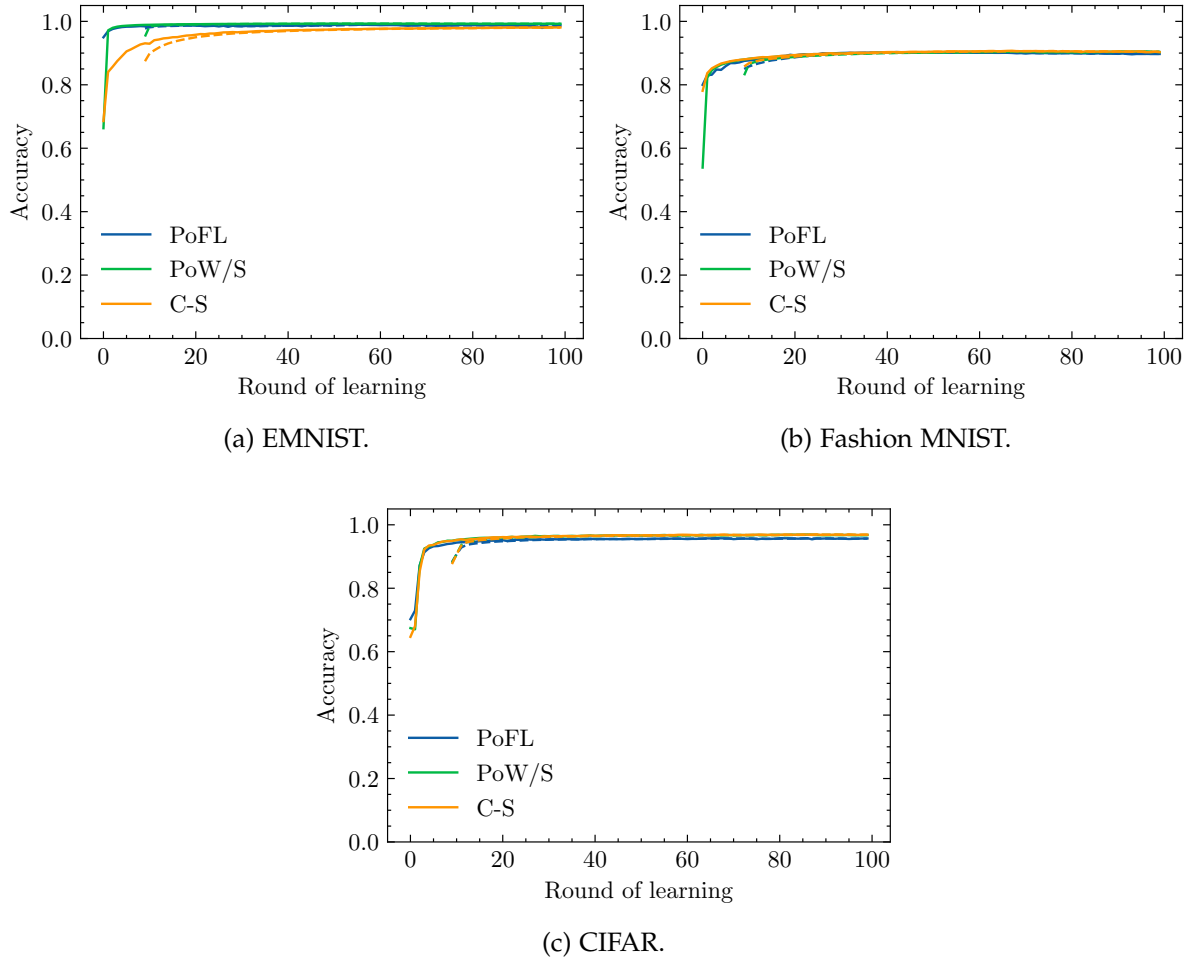 1.0
0.8
0.6
0.4
0.2
0.0
Accuracy
PoFL
PoW/S
C-S
0 20 40 60 80 100
Round of learning
(a) EMNIST.
1.0
0.8
0.6
0.4
0.2
0.0
Accuracy
PoFL
PoW/S
C-S
0 20 40 60 80 100
Round of learning
(b) Fashion MNIST.
1.0
0.8
0.6
0.4
0.2
0.0
Accuracy
PoFL
PoW/S
C-S
0 20 40 60 80 100
Round of learning
(c) CIFAR.